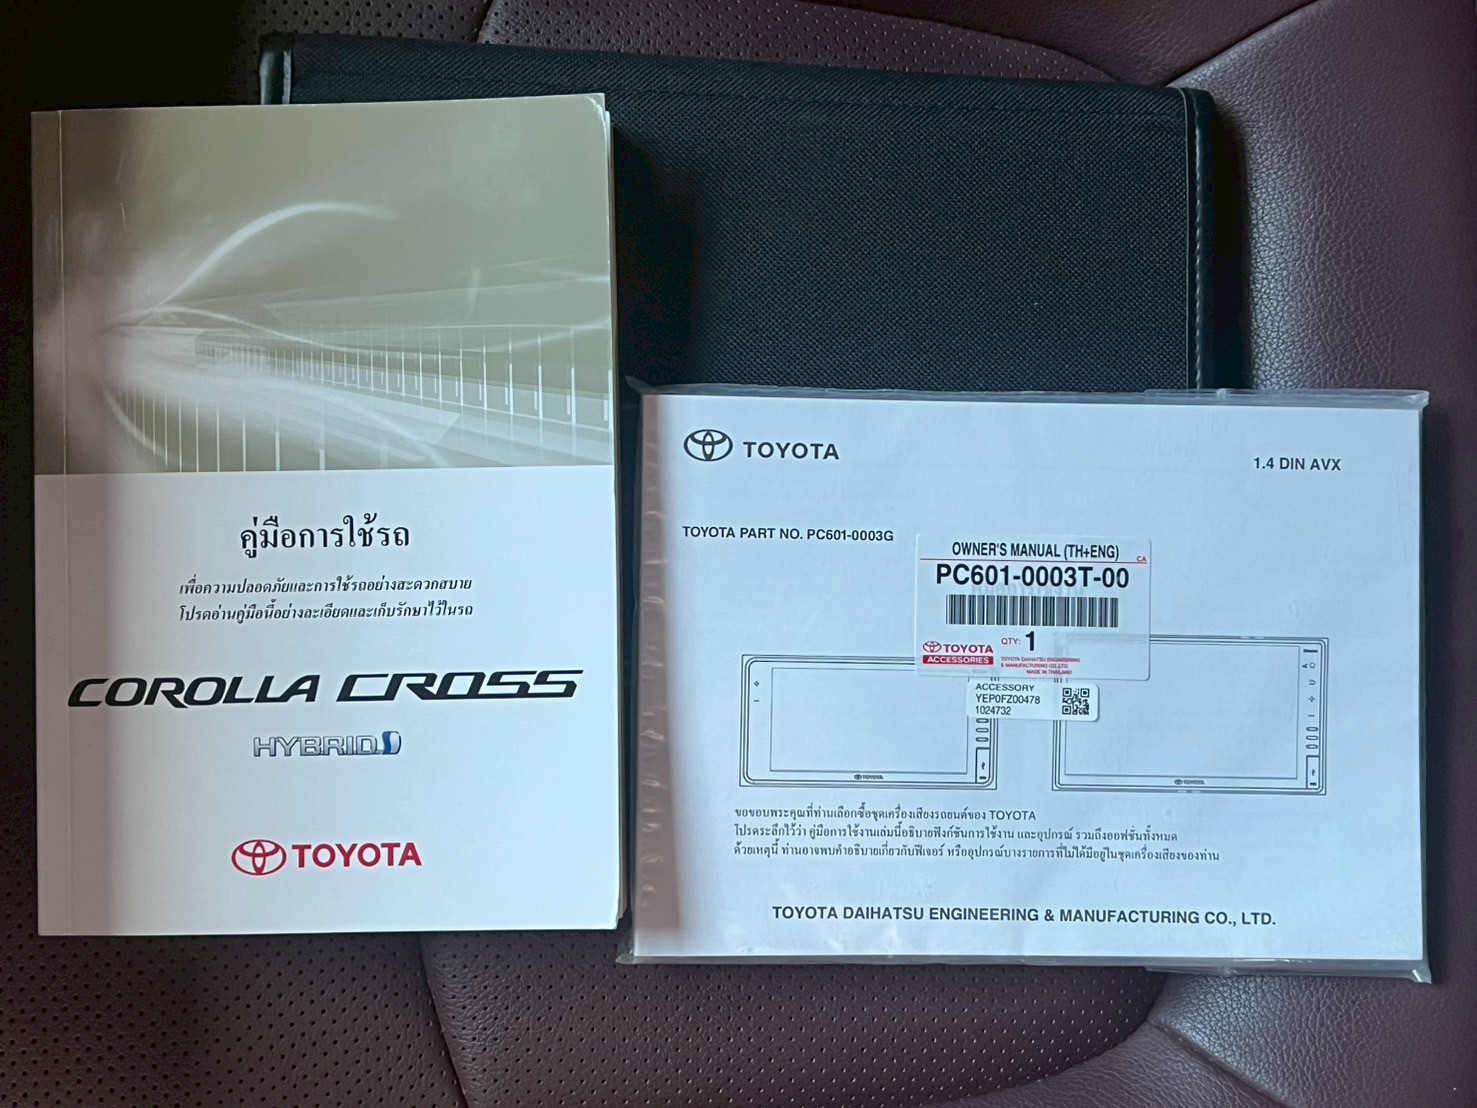 คู่มือการใช้รถ
เพื่อความปลอดภัยและการใช้รถอย่างสะดวกสบาย
โปรดอ่านคู่มือนี้อย่างละเอียดและเก็บรักษาไว้ในรถ
COROLLA CROSS
HYBRID
TOYOTA
TOYOTA
1.4 DIN AVX
TOYOTA PART NO. PC601-0003G
OWNER'S MANUAL (TH+ENG)
CA
PC601-0003T-00
QTY: 1
TOYOTA
ACCESSORIES
TOYOTA DAIHATSU ENGINEERING
& MANUFACTURING CO.,LTD.
MADE IN THAILAND
ACCESSORY
YEP0FZ00478
1024732
TOYOTA
TOYOTA
ขอขอบพระคุณที่ท่านเลือกซื้อชุดเครื่องเสียงรถยนต์ของ TOYOTA
โปรดระลึกไว้ว่า คู่มือการใช้งานเล่มนี้อธิบายฟังก์ชันการใช้งาน และอุปกรณ์ รวมถึงออฟชั่นทั้งหมด
ด้วยเหตุนี้ ท่านอาจพบคำอธิบายเกี่ยวกับฟีเจอร์ หรืออุปกรณ์บางรายการที่ไม่ได้มีอยู่ในชุดเครื่องเสียงของท่าน
TOYOTA DAIHATSU ENGINEERING & MANUFACTURING CO., LTD.